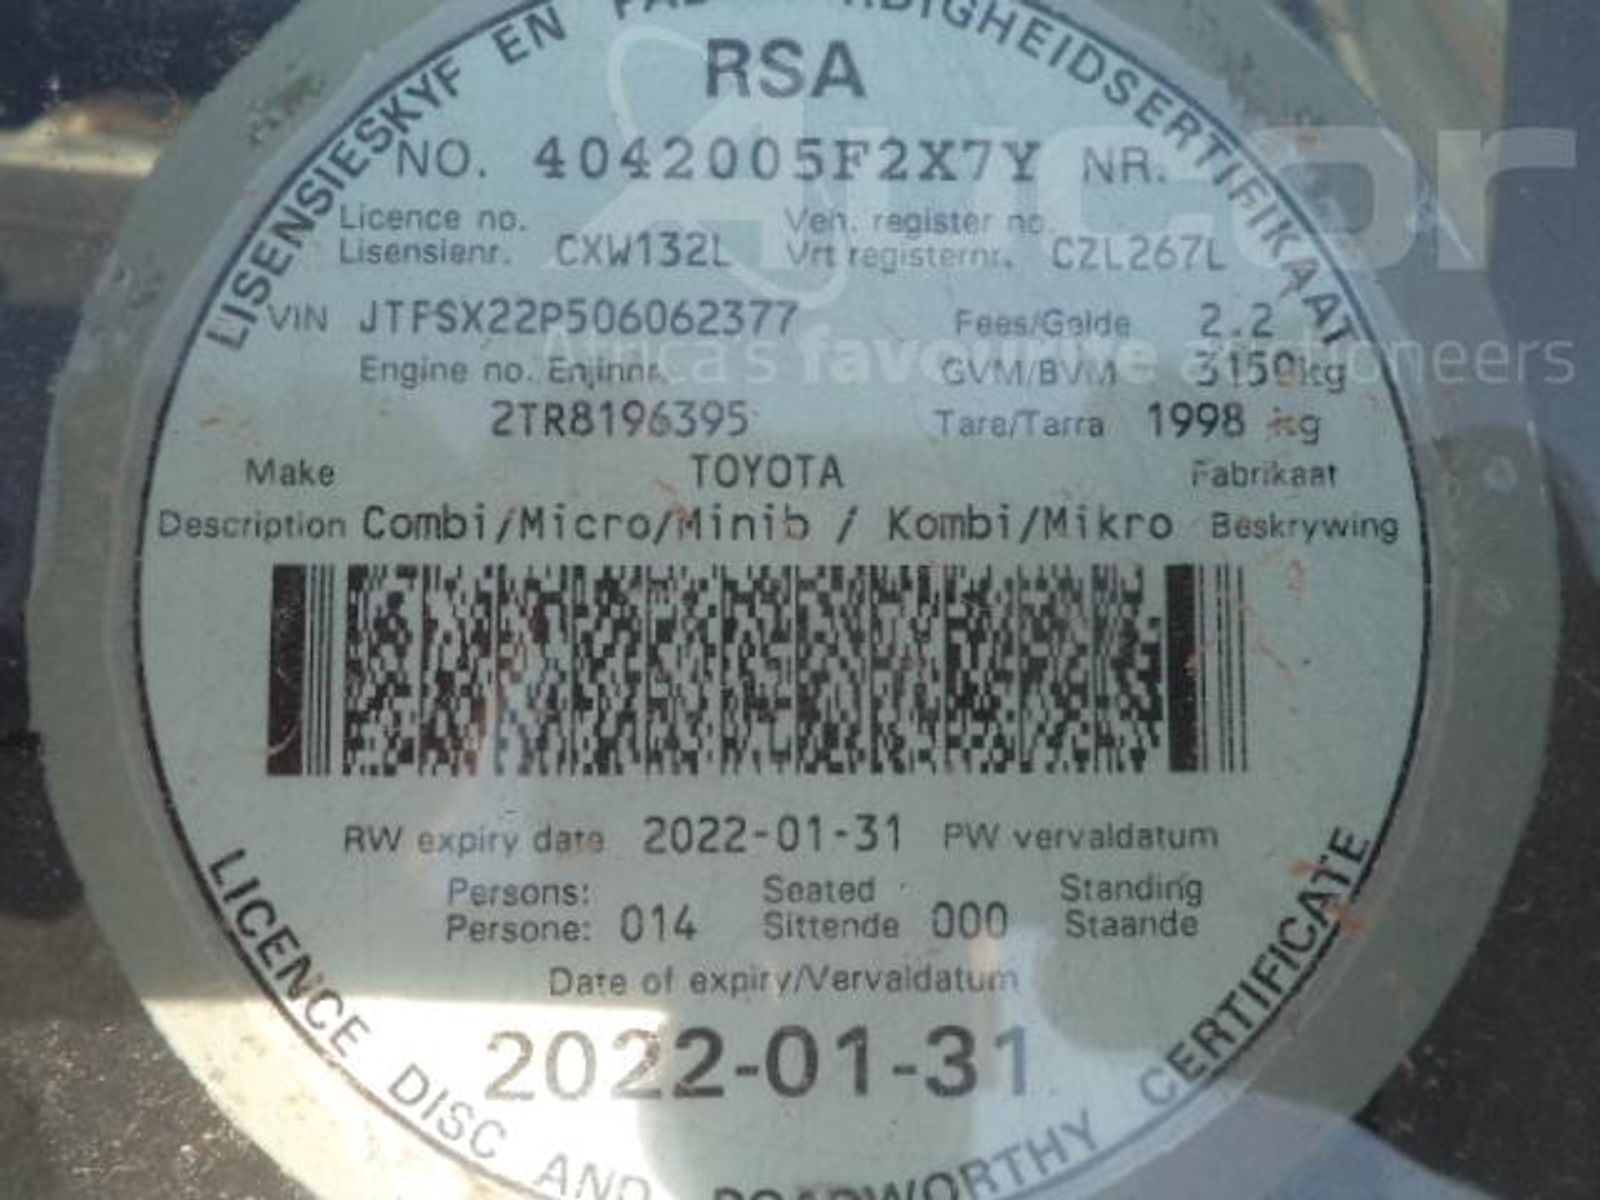 LISENSIESKYF EN
RSA
NO. 4042005F2X7Y NR.
Licence no. Veh. register no.
Lisensienr. CXW132L Vrt registernr. CZL267L
VIN JTFSX22P506062377 Fees/Gelde 2.2
Engine no. Enjinnr. GVM/BVM 3150kg
2TR8196395 Tare/Tarra 1998 kg
Make TOYOTA Fabrikaat
Description Combi/Micro/Minib / Kombi/Mikro Beskrywing
RW expiry date 2022-01-31 PW vervaldatum
Persons: Seated Standing
Persone: 014 Sittende 000 Staande
Date of expiry/Vervaldatum
2022-01-31
LICENCE DISC AND ROADWORTHY CERTIFICATE
Aucor
Africa's favourite auctioneers